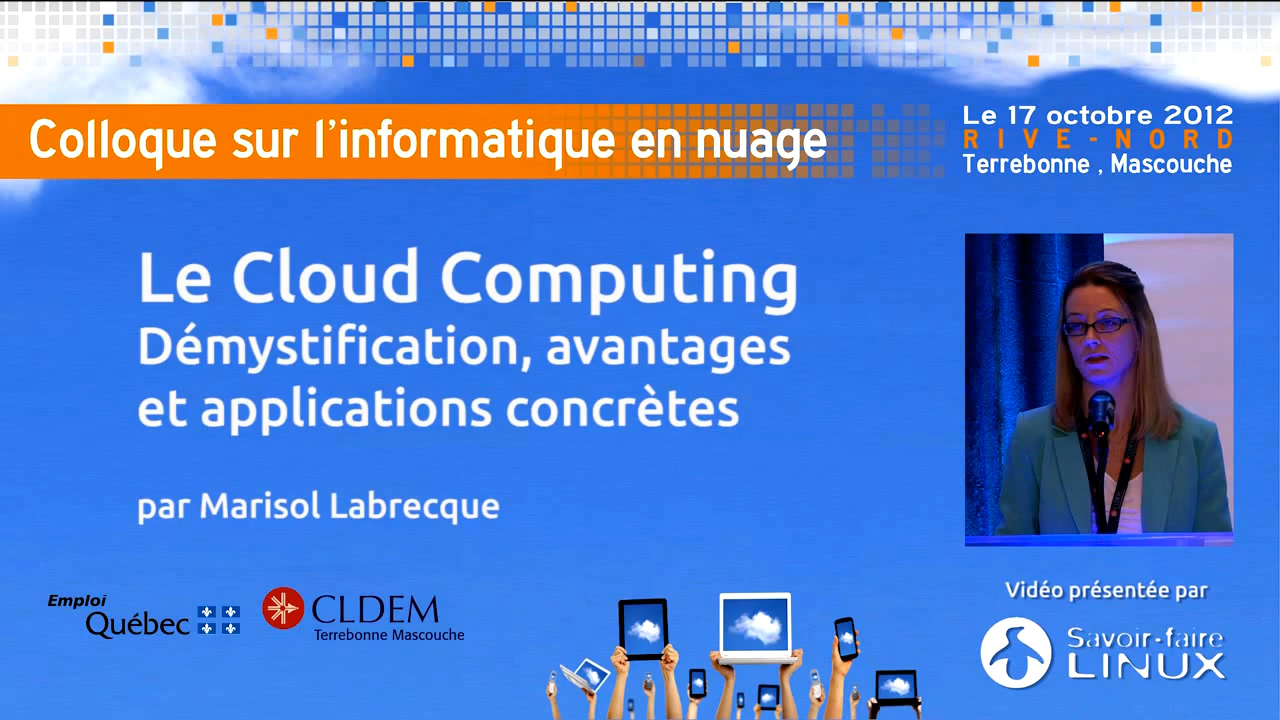 Colloque sur l'informatique en nuage
Le 17 octobre 2012
RIVE-NORD
Terrebonne , Mascouche
Le Cloud Computing
Démystification, avantages
et applications concrètes
par Marisol Labrecque
Emploi
Québec
CLDEM
Terrebonne Mascouche
Vidéo présentée par
Savoir-faire
LINUX